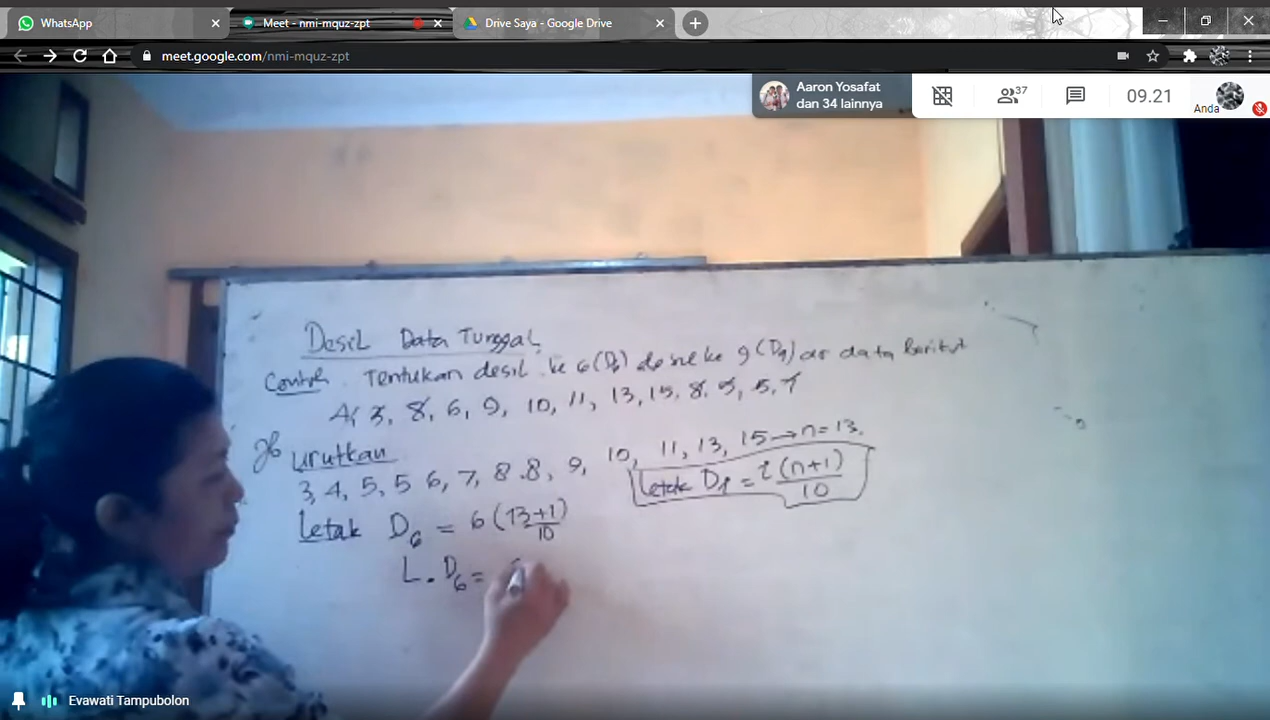 WhatsApp
Meet - nmi-mquz-zpt
Drive Saya - Google Drive
meet.google.com/nmi-mquz-zpt
Aaron Yosafat
dan 34 lainnya
37
09.21
Anda
Desil Data Tunggal
Contoh. Tentukan desil ke 6 (D6) desil ke 9 (D9) data berikut
4, 3, 8, 6, 9, 10, 11, 13, 15, 8, 5, 5, 7
urutkan
3, 4, 5, 5 6, 7, 8, 8, 9, 10, 11, 13, 15 → n = 13.
Letak Di = i (n+1)/10
Letak D6 = 6 (13+1)/10
L. D6 =
Evawati Tampubolon